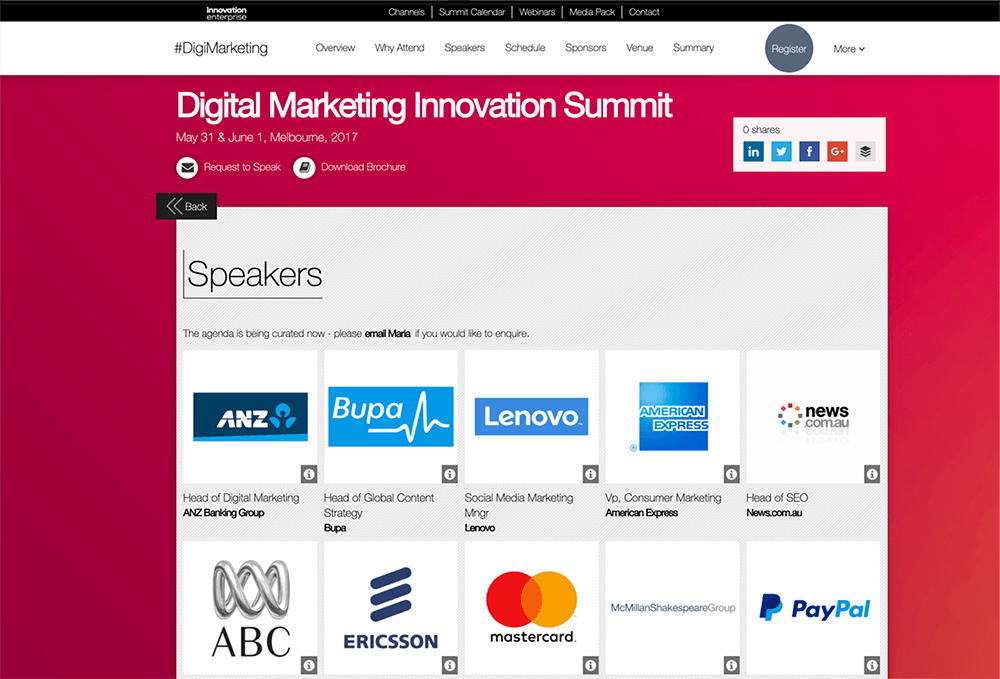 innovation
enterprise
Channels Summit Calendar Webinars Media Pack Contact
#DigiMarketing
Overview Why Attend Speakers Schedule Sponsors Venue Summary Register More
Digital Marketing Innovation Summit
May 31 & June 1, Melbourne, 2017
0 shares
in f G+
Request to Speak Download Brochure
Back
Speakers
The agenda is being curated now - please email Maria if you would like to enquire.
ANZ Bupa Lenovo AMERICAN EXPRESS news.com.au
Head of Digital Marketing
ANZ Banking Group
Head of Global Content
Strategy
Bupa
Social Media Marketing
Mngr
Lenovo
Vp, Consumer Marketing
American Express
Head of SEO
News.com.au
ABC ERICSSON mastercard. McMillanShakespeareGroup PayPal